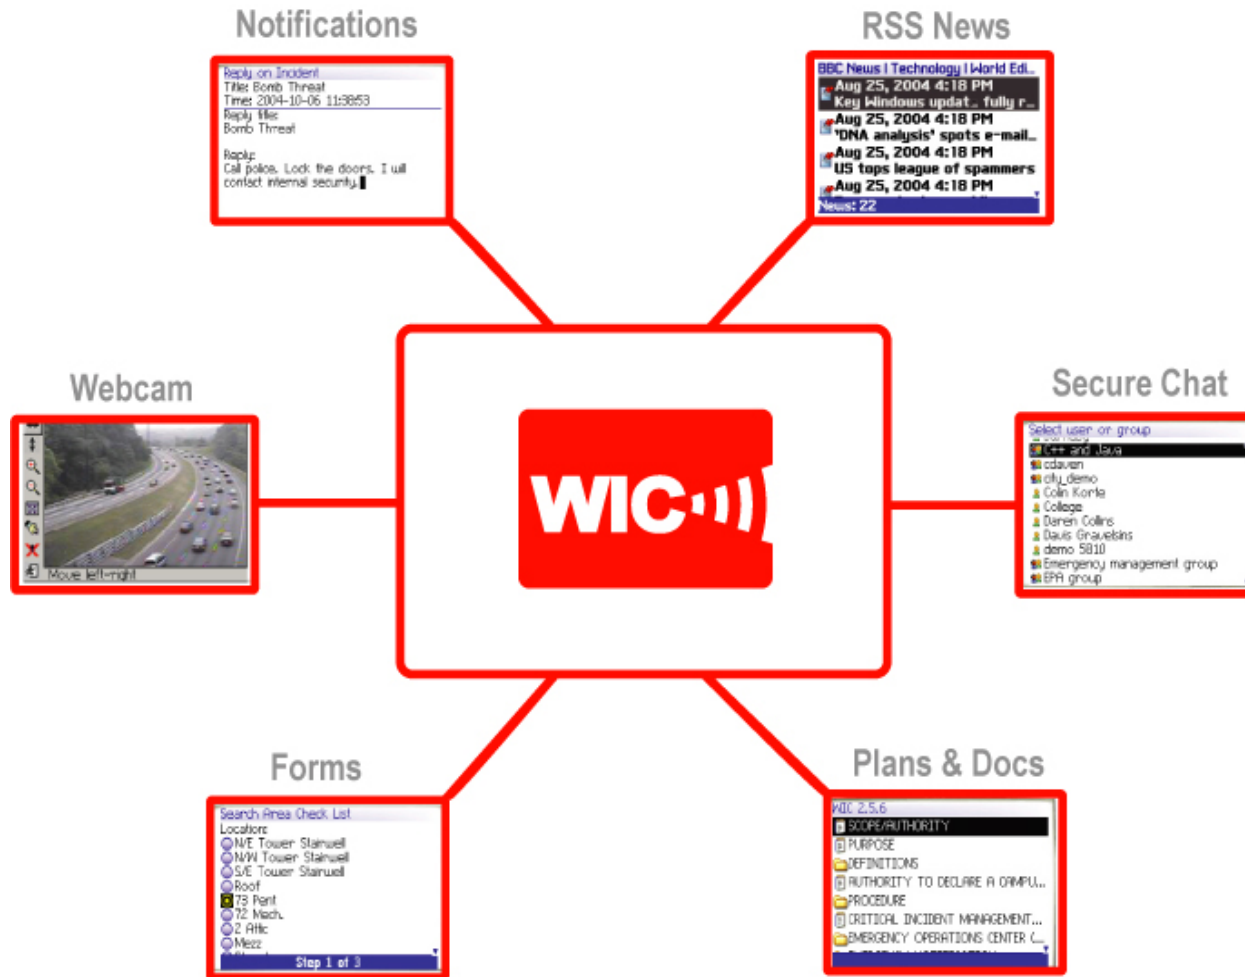 Notifications
Reply on Incident
Title: Bomb Threat
Time: 2004-10-06 11:38:53
Reply title:
Bomb Threat
Reply:
Call police. Lock the doors. I will
contact internal security.
RSS News
BBC News | Technology | World Edi...
Aug 25, 2004 4:18 PM
Key Windows updat... fully r...
Aug 25, 2004 4:18 PM
'DNA analysis' spots e-mail...
Aug 25, 2004 4:18 PM
US tops league of spammers
Aug 25, 2004 4:18 PM
News: 22
Webcam
Move left-right
WIC
Secure Chat
Select user or group
C++ and Java
cdaven
city_demo
Colin Korte
College
Daren Collins
Davis Gravelsins
demo 5810
Emergency management group
EPA group
Forms
Search Area Check List
Locations
N/E Tower Stairwell
N/W Tower Stairwell
S/E Tower Stairwell
Roof
73 Pent
72 Mech.
2 Attic
Mezz
Step 1 of 3
Plans & Docs
WIC 2.5.6
SCOPE/AUTHORITY
PURPOSE
DEFINITIONS
AUTHORITY TO DECLARE A CAMPU...
PROCEDURE
CRITICAL INCIDENT MANAGEMENT...
EMERGENCY OPERATIONS CENTER (...